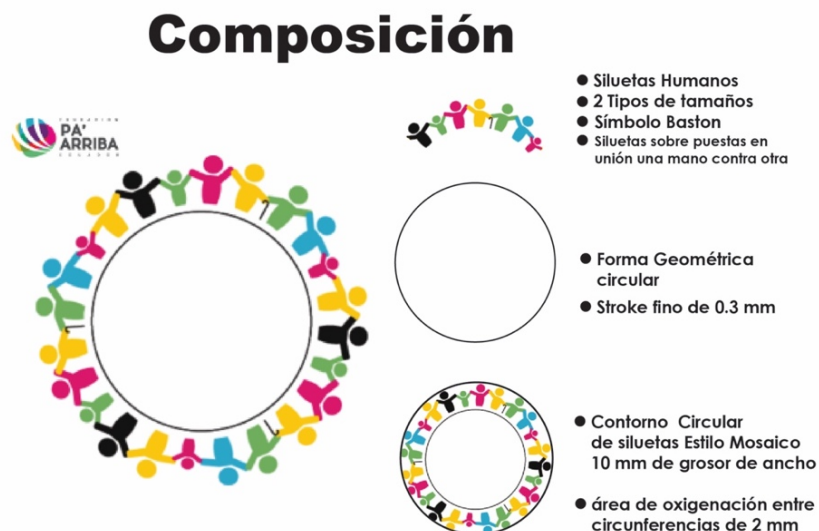 Composición
FUNDACIÓN
PA'
ARRIBA
ECUADOR
● Siluetas Humanos
● 2 Tipos de tamaños
● Símbolo Baston
● Siluetas sobre puestas en
unión una mano contra otra
● Forma Geométrica
circular
● Stroke fino de 0.3 mm
● Contorno Circular
de siluetas Estilo Mosaico
10 mm de grosor de ancho
● área de oxigenación entre
circunferencias de 2 mm